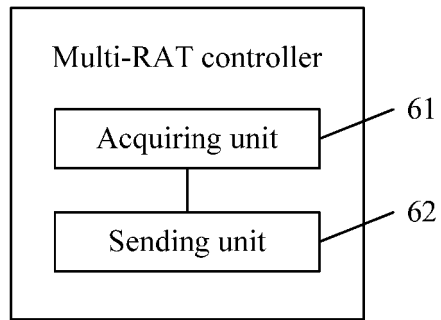 Multi-RAT controller
Acquiring unit
61
Sending unit
62